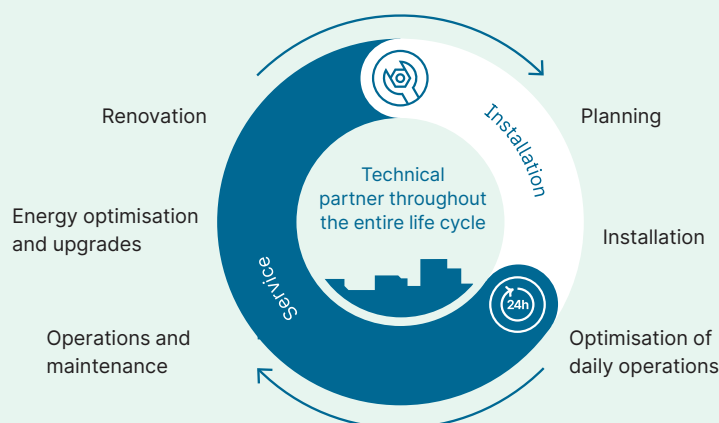 Renovation
Planning
Installation
Technical
partner throughout
the entire life cycle
Energy optimisation
and upgrades
Installation
Service
24h
Operations and
maintenance
Optimisation of
daily operations